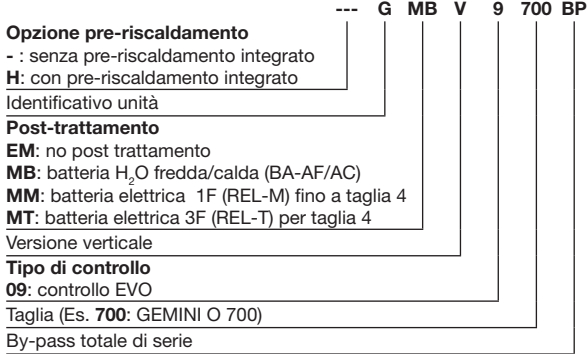 --- G MB V 9 700 BP
Opzione pre-riscaldamento
- : senza pre-riscaldamento integrato
H: con pre-riscaldamento integrato
Identificativo unità
Post-trattamento
EM: no post trattamento
MB: batteria H₂O fredda/calda (BA-AF/AC)
MM: batteria elettrica 1F (REL-M) fino a taglia 4
MT: batteria elettrica 3F (REL-T) per taglia 4
Versione verticale
Tipo di controllo
09: controllo EVO
Taglia (Es. 700: GEMINI O 700)
By-pass totale di serie